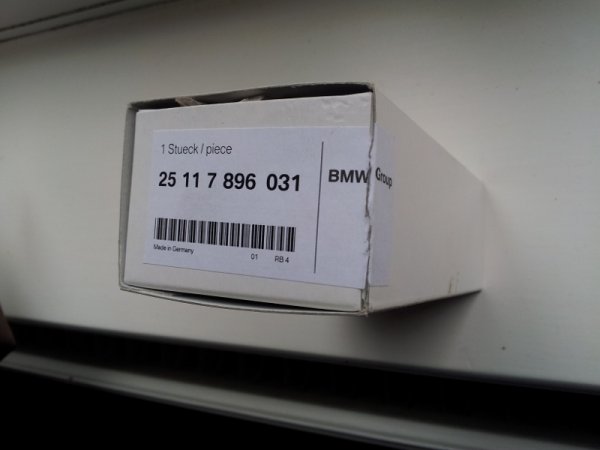 1 Stueck / piece
25 11 7 896 031
BMW Group
Made in Germany
01 RB 4